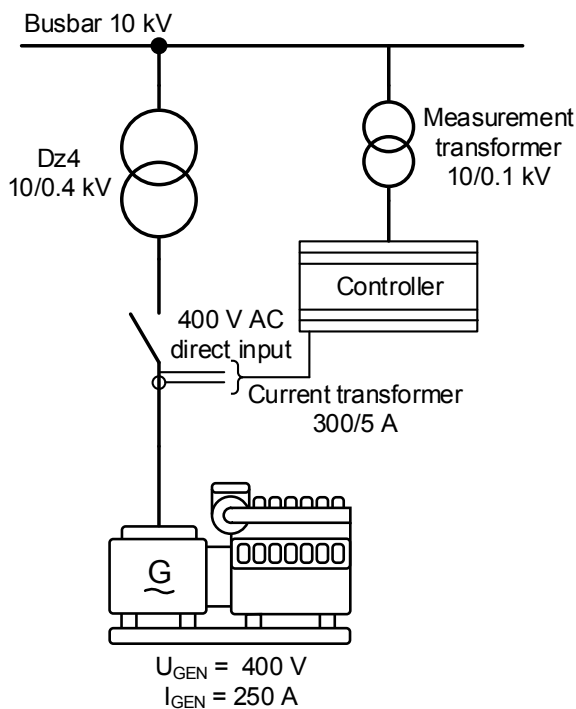 Busbar 10 kV
Dz4
10/0.4 kV
Measurement
transformer
10/0.1 kV
Controller
400 V AC
direct input
Current transformer
300/5 A
G
~
U_GEN = 400 V
I_GEN = 250 A